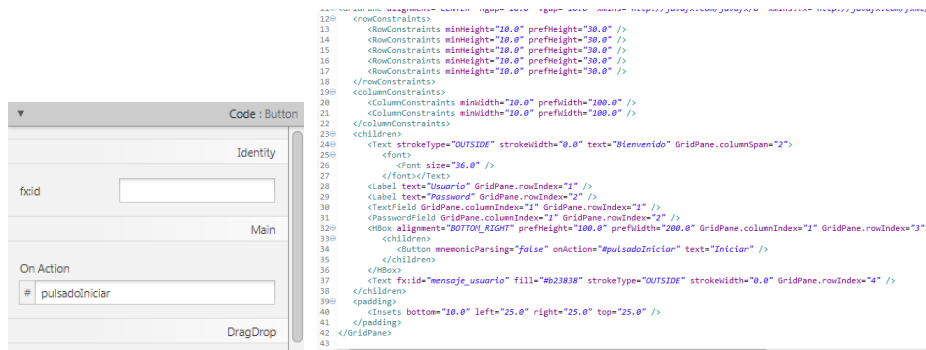 ▼ Code : Button
Identity
fx:id
Main
On Action
# pulsadoIniciar
DragDrop
12 <rowConstraints>
13 <RowConstraints minHeight="10.0" prefHeight="30.0" />
14 <RowConstraints minHeight="10.0" prefHeight="30.0" />
15 <RowConstraints minHeight="10.0" prefHeight="30.0" />
16 <RowConstraints minHeight="10.0" prefHeight="30.0" />
17 <RowConstraints minHeight="10.0" prefHeight="30.0" />
18 </rowConstraints>
19 <columnConstraints>
20 <ColumnConstraints minWidth="10.0" prefWidth="100.0" />
21 <ColumnConstraints minWidth="10.0" prefWidth="100.0" />
22 </columnConstraints>
23 <children>
24 <Text strokeType="OUTSIDE" strokeWidth="0.0" text="Bienvenido" GridPane.columnSpan="2">
25 <font>
26 <Font size="36.0" />
27 </font></Text>
28 <Label text="Usuario" GridPane.rowIndex="1" />
29 <Label text="Password" GridPane.rowIndex="2" />
30 <TextField GridPane.columnIndex="1" GridPane.rowIndex="1" />
31 <PasswordField GridPane.columnIndex="1" GridPane.rowIndex="2" />
32 <HBox alignment="BOTTOM_RIGHT" prefHeight="100.0" prefWidth="200.0" GridPane.columnIndex="1" GridPane.rowIndex="3"
33 <children>
34 <Button mnemonicParsing="false" onAction="#pulsadoIniciar" text="Iniciar" />
35 </children>
36 </HBox>
37 <Text fx:id="mensaje_usuario" fill="#b23838" strokeType="OUTSIDE" strokeWidth="0.0" GridPane.rowIndex="4" />
38 </children>
39 <padding>
40 <Insets bottom="10.0" left="25.0" right="25.0" top="25.0" />
41 </padding>
42 </GridPane>
43